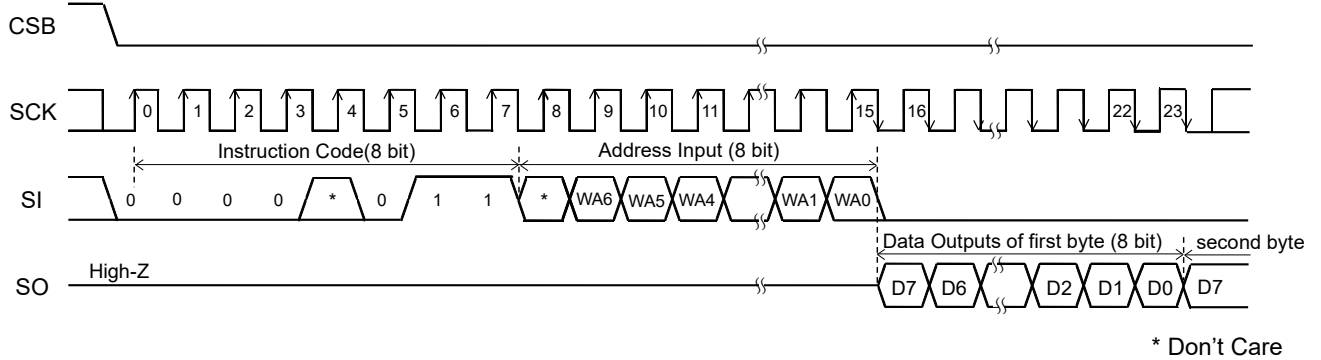 CSB
SCK 0 1 2 3 4 5 6 7 8 9 10 11 15 16 22 23
Instruction Code(8 bit) Address Input (8 bit)
SI 0 0 0 0 * 0 1 1 * WA6 WA5 WA4 WA1 WA0
Data Outputs of first byte (8 bit) second byte
High-Z
SO D7 D6 D2 D1 D0 D7
* Don't Care